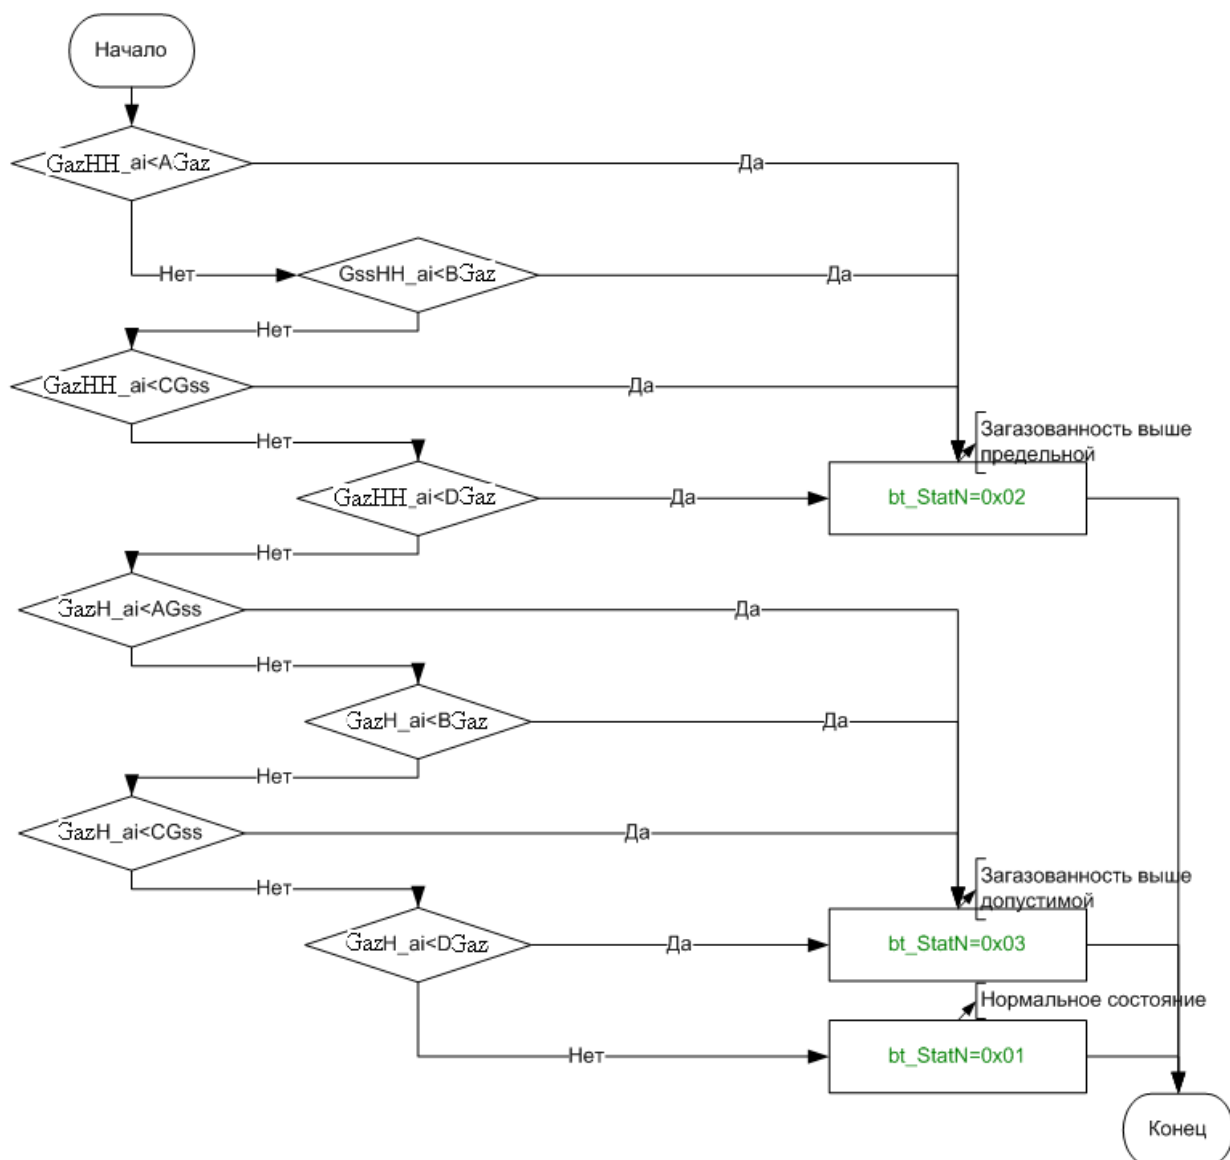 Начало
GazHH_ai<AGaz
Да
Нет
GssHH_ai<BGaz
Да
Нет
GazHH_ai<CGss
Да
Нет
Загазованность выше
предельной
GazHH_ai<DGaz
Да
bt_StatN=0x02
Нет
GazH_ai<AGss
Да
Нет
GazH_ai<BGaz
Да
Нет
GazH_ai<CGss
Да
Нет
Загазованность выше
допустимой
GazH_ai<DGaz
Да
bt_StatN=0x03
Нормальное состояние
Нет
bt_StatN=0x01
Конец